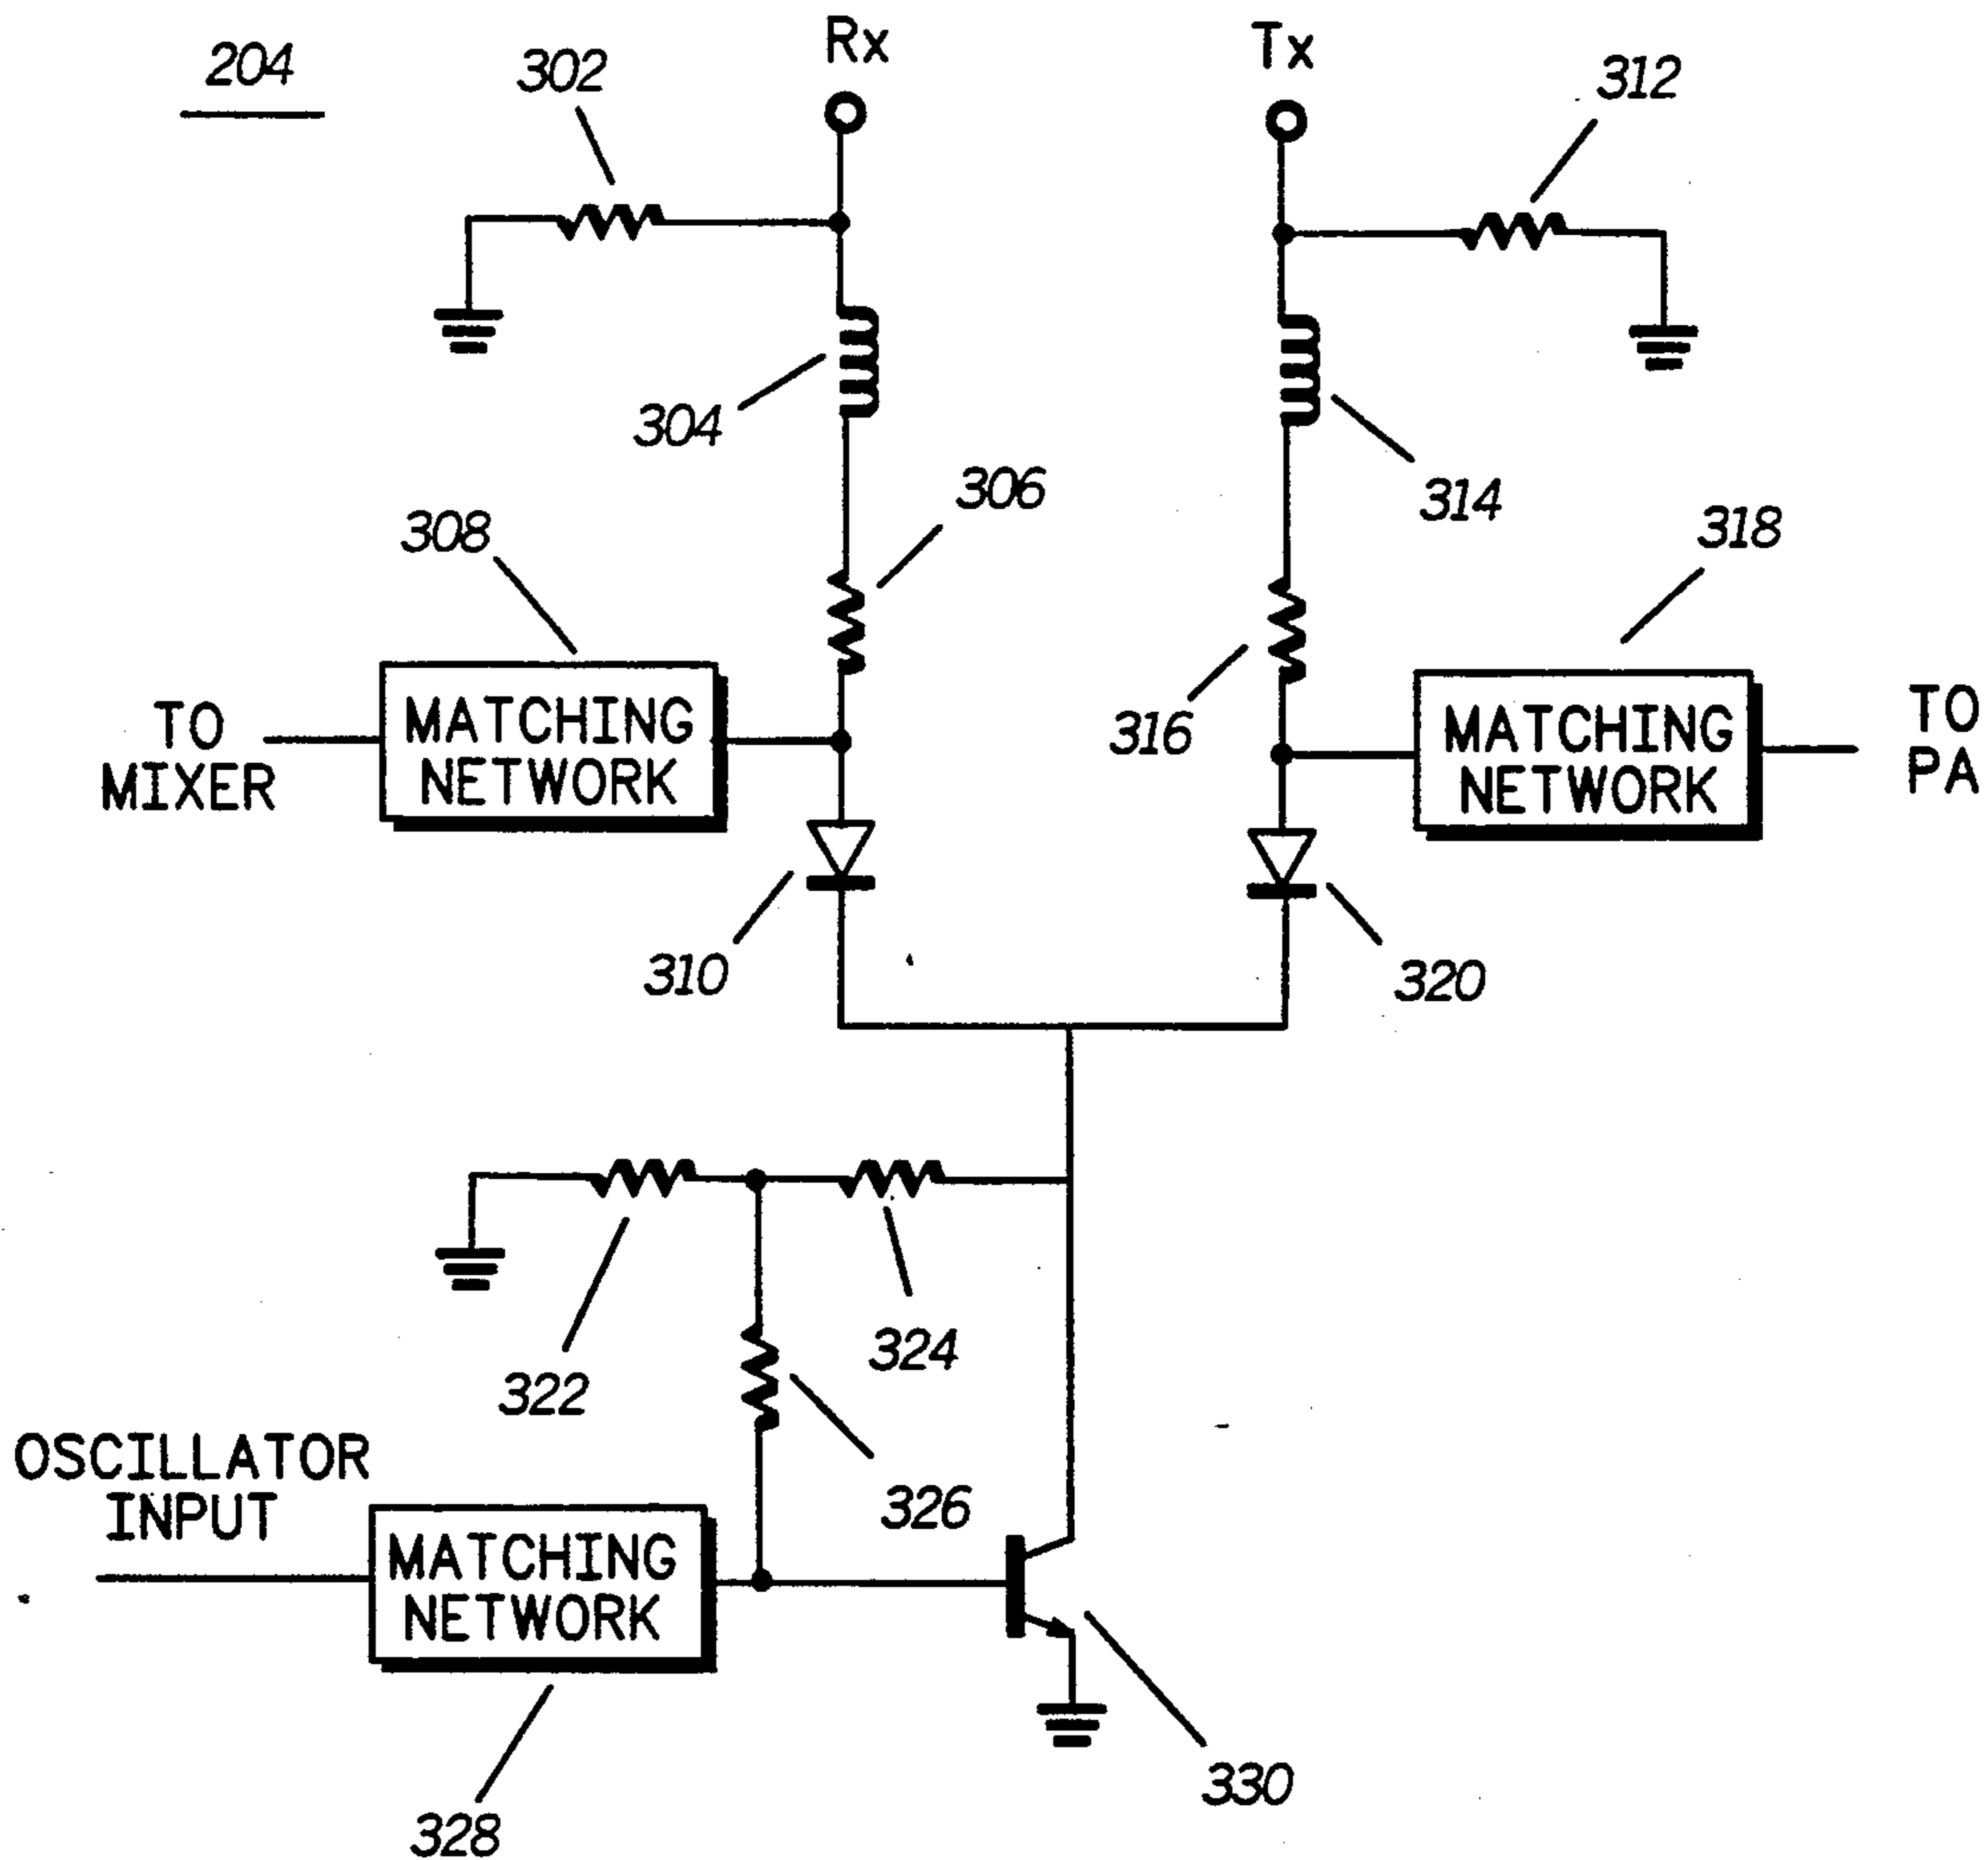 204
302
Rx
Tx
312
304
306
314
308
318
316
TO
MIXER
MATCHING
NETWORK
MATCHING
NETWORK
TO
PA
310
320
322
324
326
OSCILLATOR
INPUT
MATCHING
NETWORK
328
330